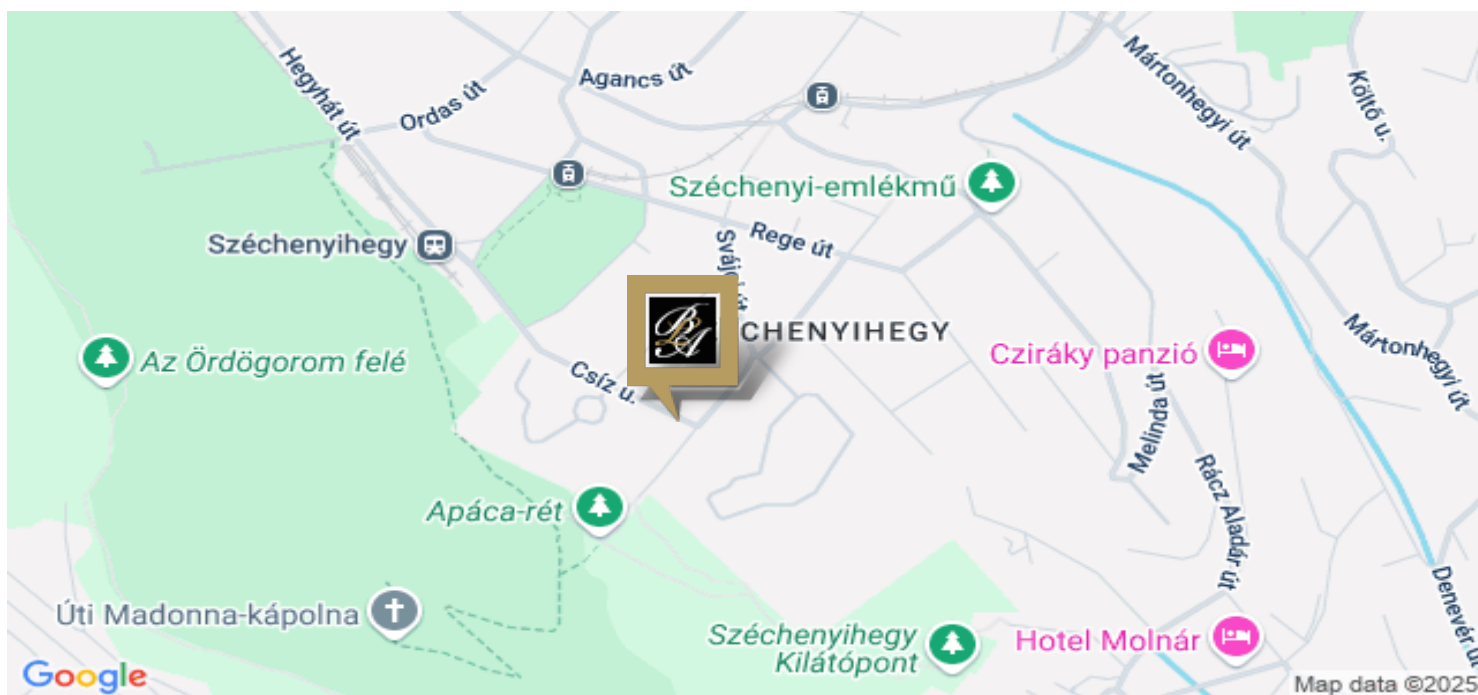 Hegyhát út
Ordas út
Agancs út
Mártonhegyi út
Költő u.
Széchenyi-emlékmű
Rege út
Széchenyihegy
CHENYIHEGY
Az Ördögorom felé
Csíz u.
Cziráky panzió
Mártonhegyi út
Melinda út
Rácz Aladár út
Apáca-rét
Denevér út
Úti Madonna-kápolna
Széchenyihegy
Kilátópont
Hotel Molnár
Google
Map data ©2025